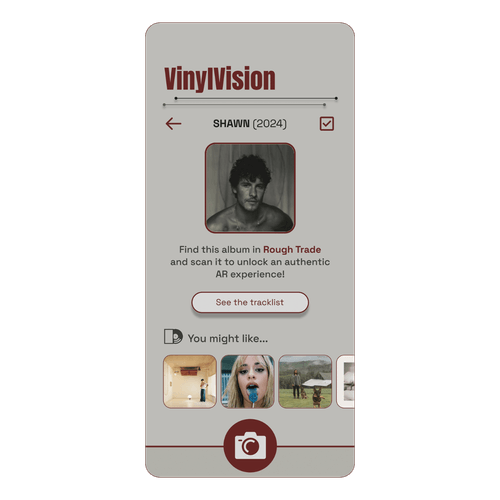 VinylVision
SHAWN (2024)
Find this album in Rough Trade
and scan it to unlock an authentic
AR experience!
See the tracklist
You might like...